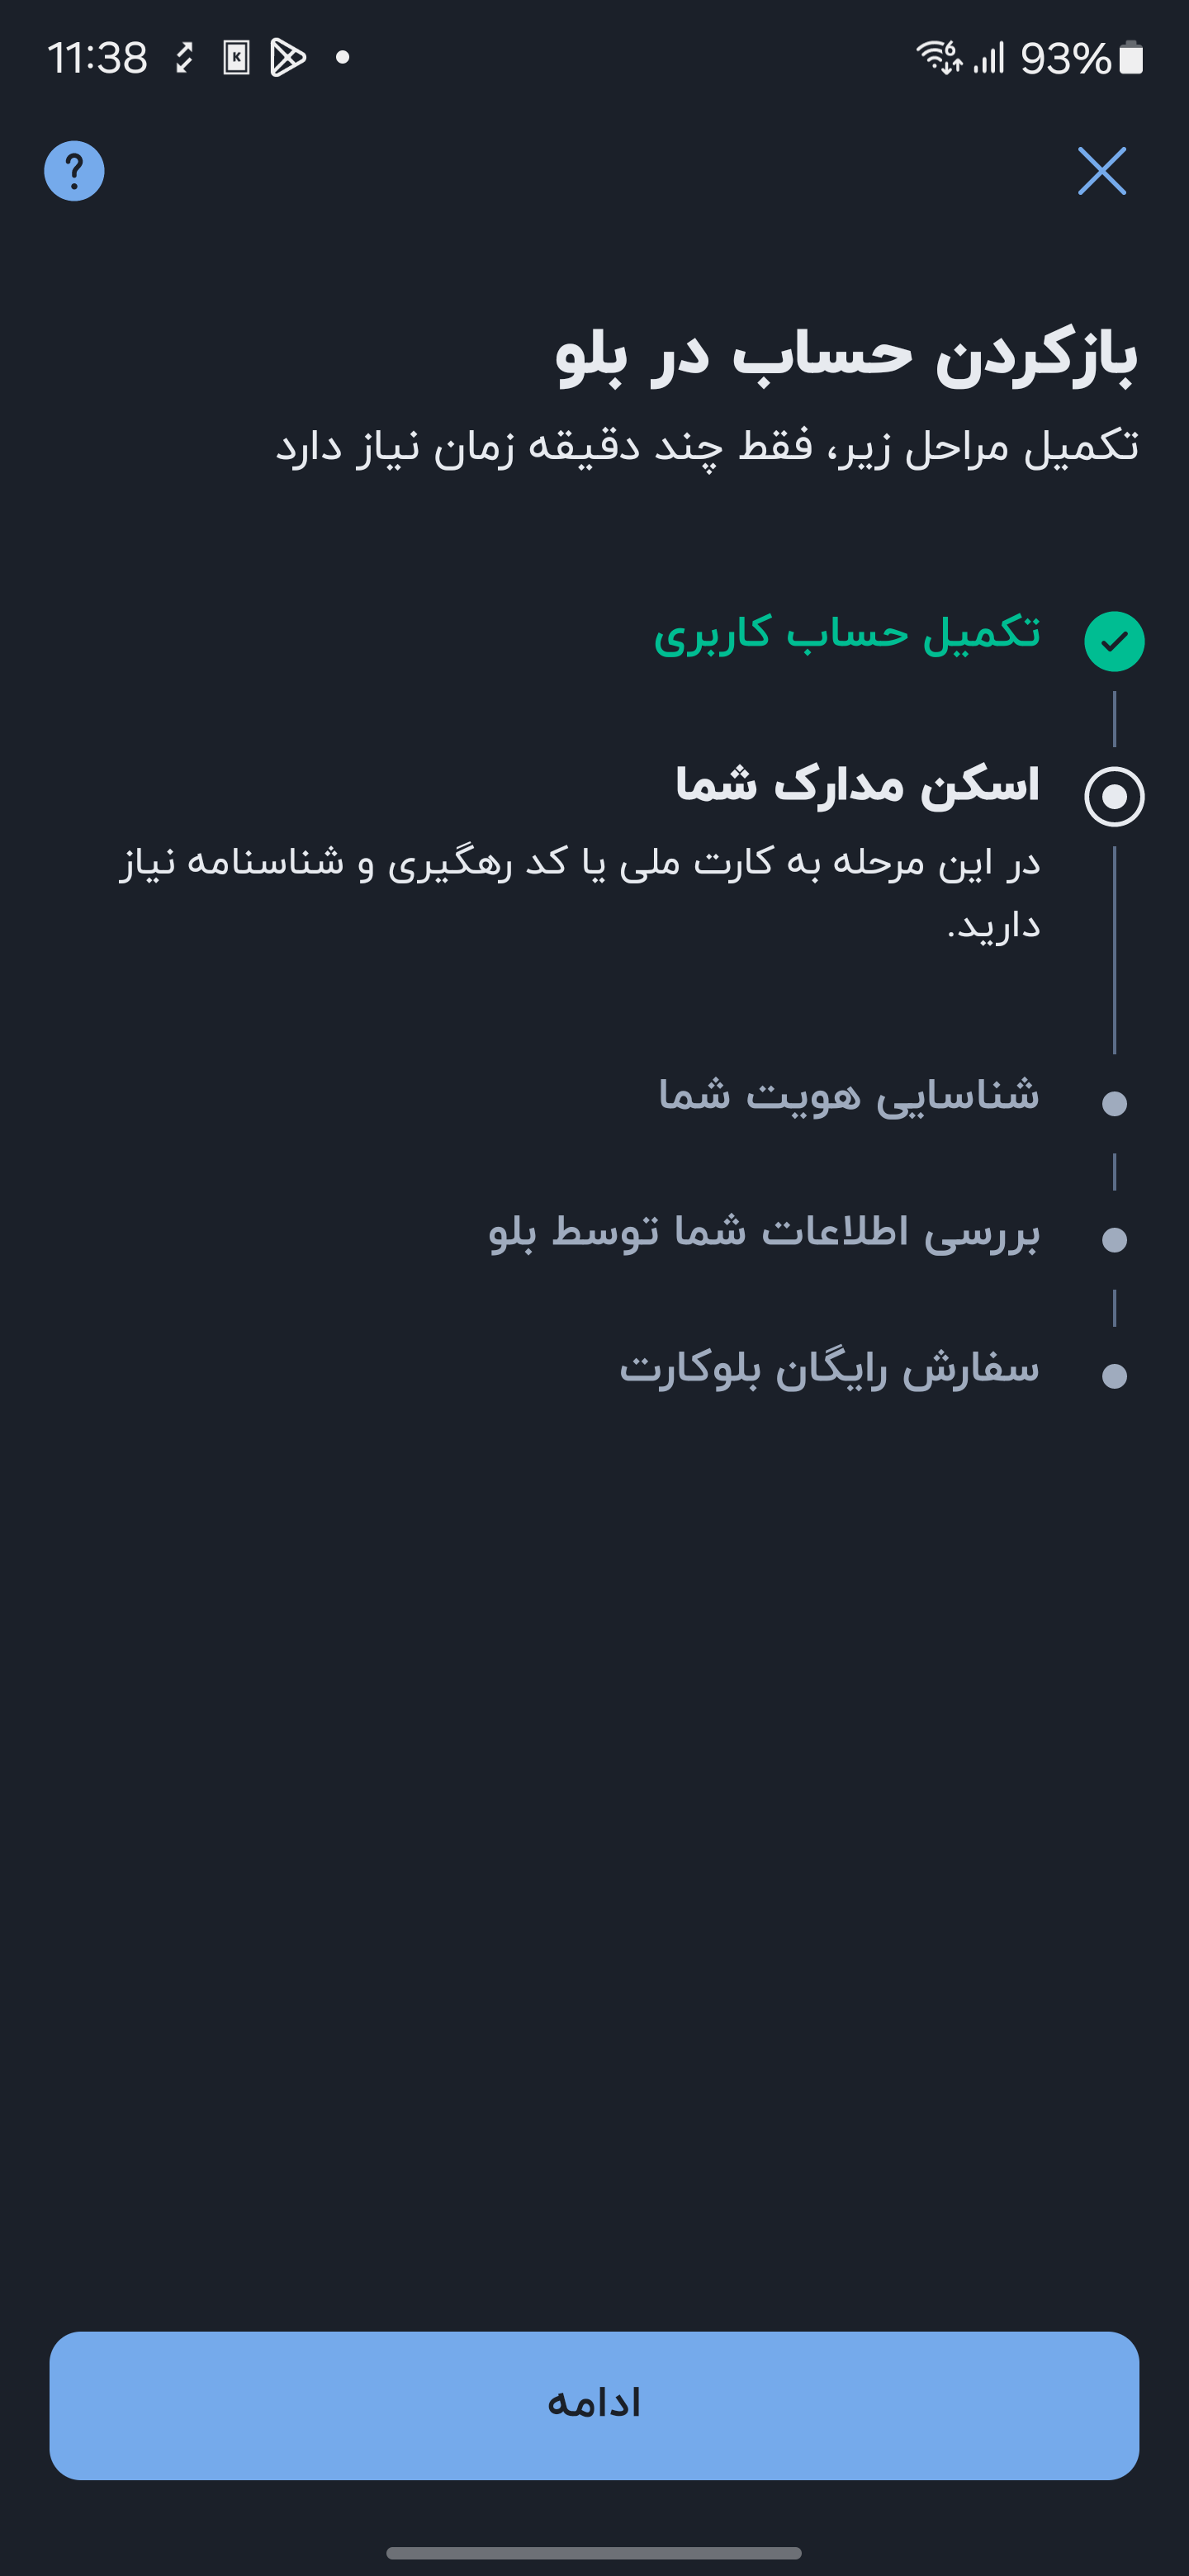 11:38
93%
بازکردن حساب در بلو
تکمیل مراحل زیر، فقط چند دقیقه زمان نیاز دارد
تکمیل حساب کاربری
اسکن مدارک شما
در این مرحله به کارت ملی یا کد رهگیری و شناسنامه نیاز
دارید.
شناسایی هویت شما
بررسی اطلاعات شما توسط بلو
سفارش رایگان بلوکارت
ادامه